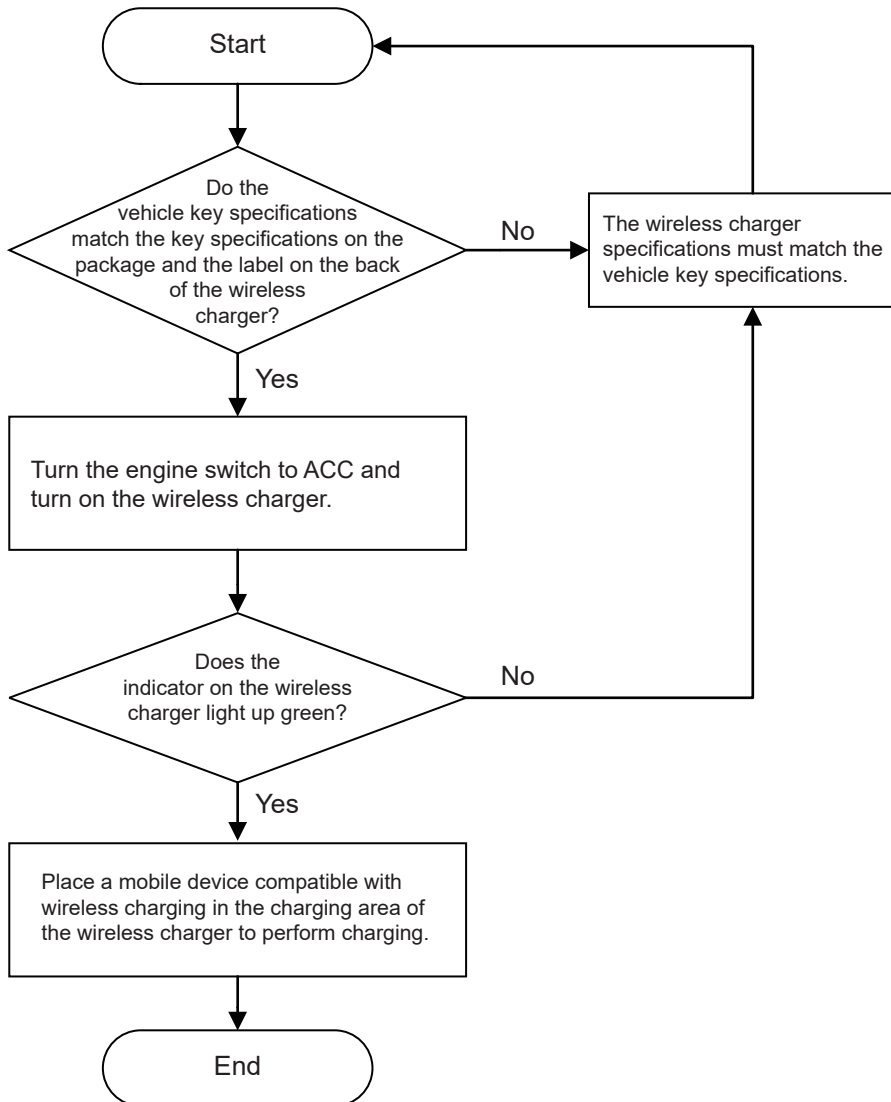 Start
Do the
vehicle key specifications
match the key specifications on the
package and the label on the back
of the wireless
charger?
No
The wireless charger
specifications must match the
vehicle key specifications.
Yes
Turn the engine switch to ACC and
turn on the wireless charger.
Does the
indicator on the wireless
charger light up green?
No
Yes
Place a mobile device compatible with
wireless charging in the charging area of
the wireless charger to perform charging.
End